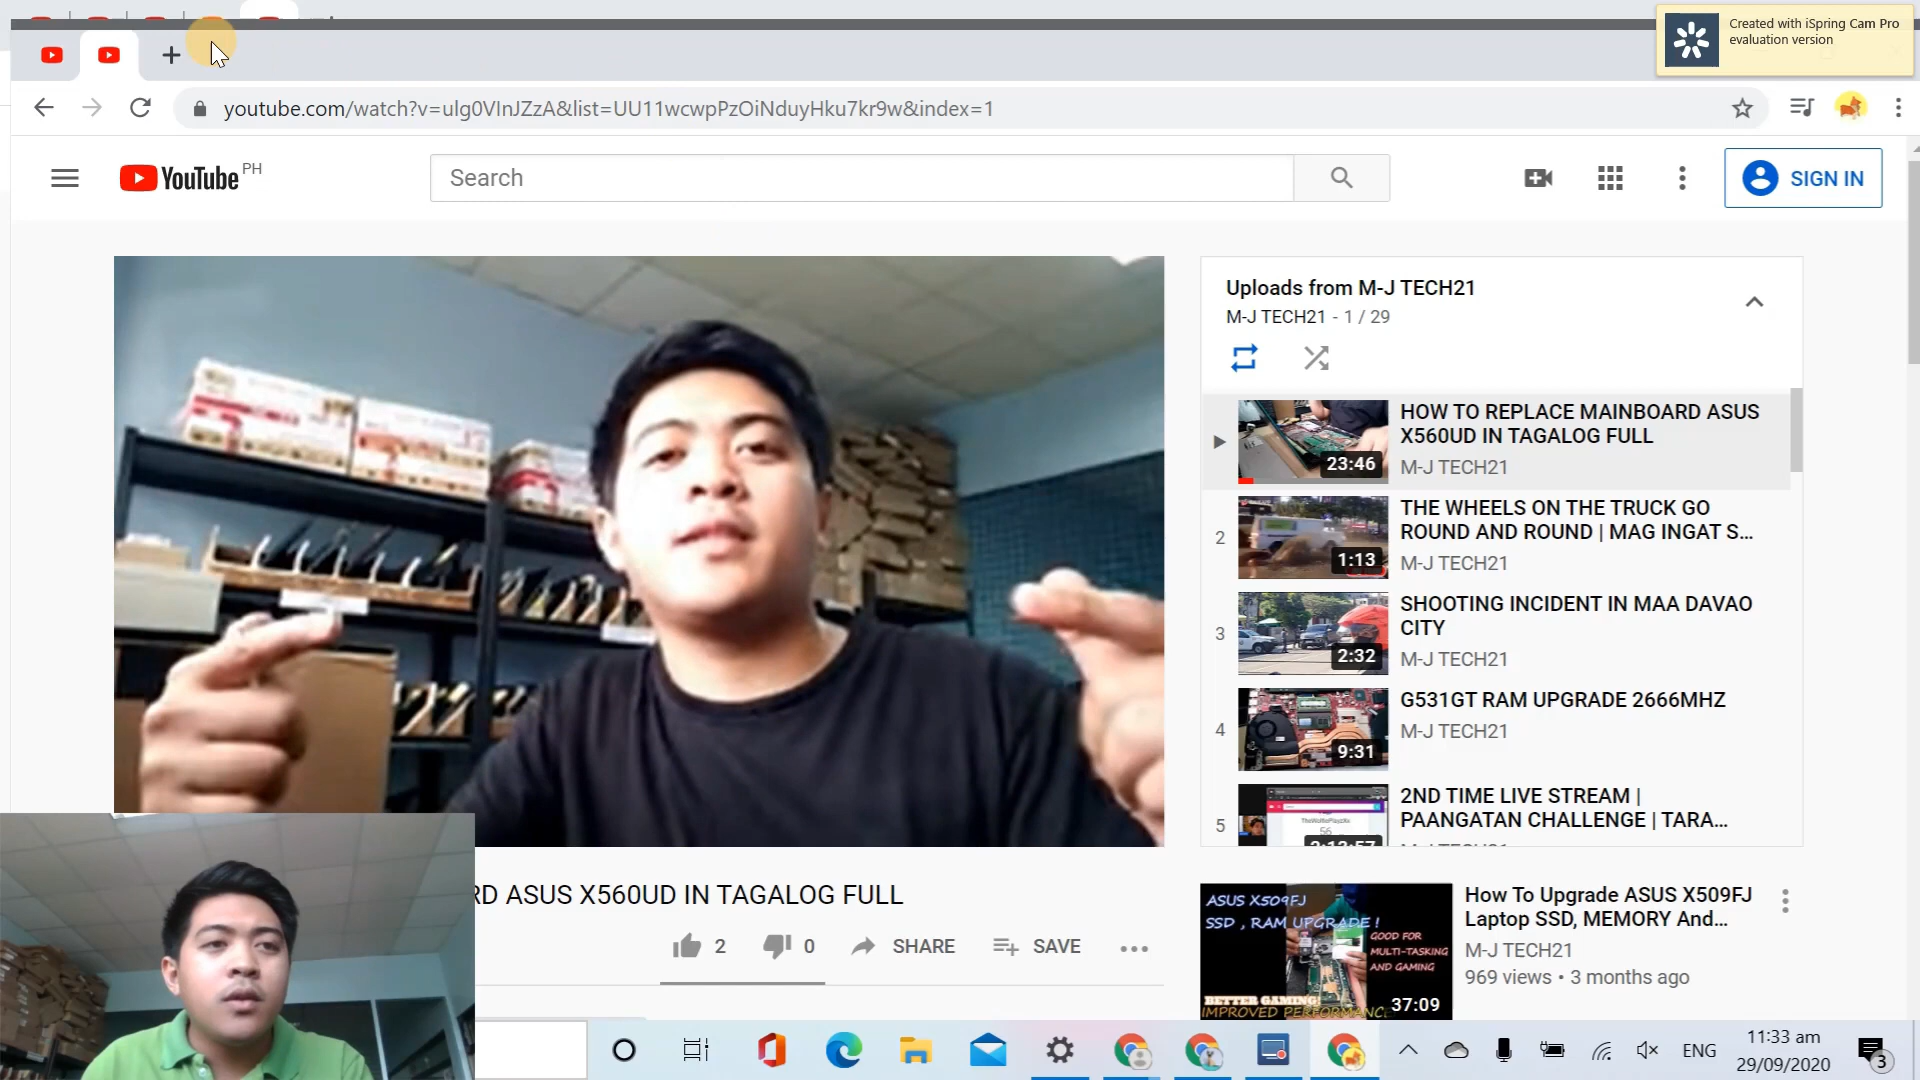 Created with iSpring Cam Pro
evaluation version
youtube.com/watch?v=ulg0VInJZzA&list=UU11wcwpPzOiNduyHku7kr9w&index=1
YouTube PH
Search
SIGN IN
Uploads from M-J TECH21
M-J TECH21 - 1 / 29
HOW TO REPLACE MAINBOARD ASUS
X560UD IN TAGALOG FULL
23:46
M-J TECH21
2
THE WHEELS ON THE TRUCK GO
ROUND AND ROUND | MAG INGAT S...
1:13
M-J TECH21
3
SHOOTING INCIDENT IN MAA DAVAO
CITY
2:32
M-J TECH21
4
G531GT RAM UPGRADE 2666MHZ
M-J TECH21
9:31
5
2ND TIME LIVE STREAM |
PAANGATAN CHALLENGE | TARA...
RD ASUS X560UD IN TAGALOG FULL
2
0
SHARE
SAVE
ASUS X509FJ
SSD , RAM UPGRADE !
GOOD FOR
MULTI-TASKING
AND GAMING
BETTER GAMING!
IMPROVED PERFORMANCE
37:09
How To Upgrade ASUS X509FJ
Laptop SSD, MEMORY And...
M-J TECH21
969 views • 3 months ago
ENG
11:33 am
29/09/2020
3